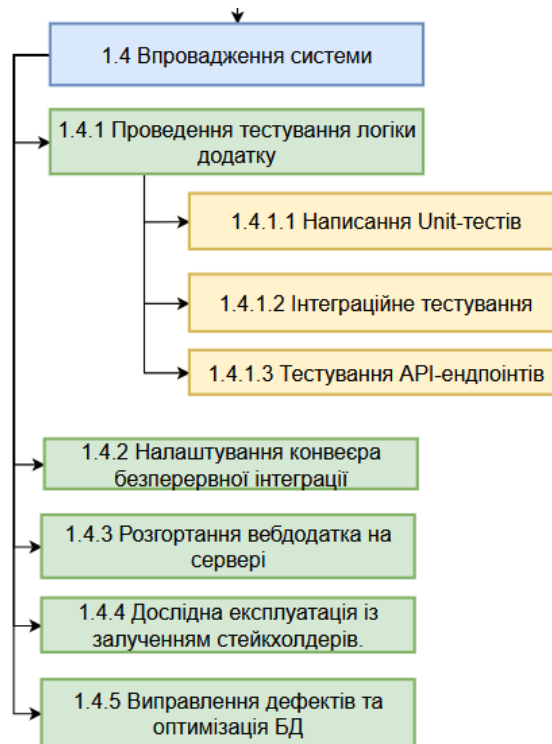 1.4 Впровадження системи
1.4.1 Проведення тестування логіки
додатку
1.4.1.1 Написання Unit-тестів
1.4.1.2 Інтеграційне тестування
1.4.1.3 Тестування API-ендпоінтів
1.4.2 Налаштування конвеєра
безперервної інтеграції
1.4.3 Розгортання вебдодатка на
сервері
1.4.4 Дослідна експлуатація із
залученням стейкхолдерів.
1.4.5 Виправлення дефектів та
оптимізація БД